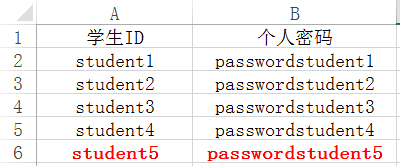 A B
1 学生ID 个人密码
2 student1 passwordstudent1
3 student2 passwordstudent2
4 student3 passwordstudent3
5 student4 passwordstudent4
6 student5 passwordstudent5